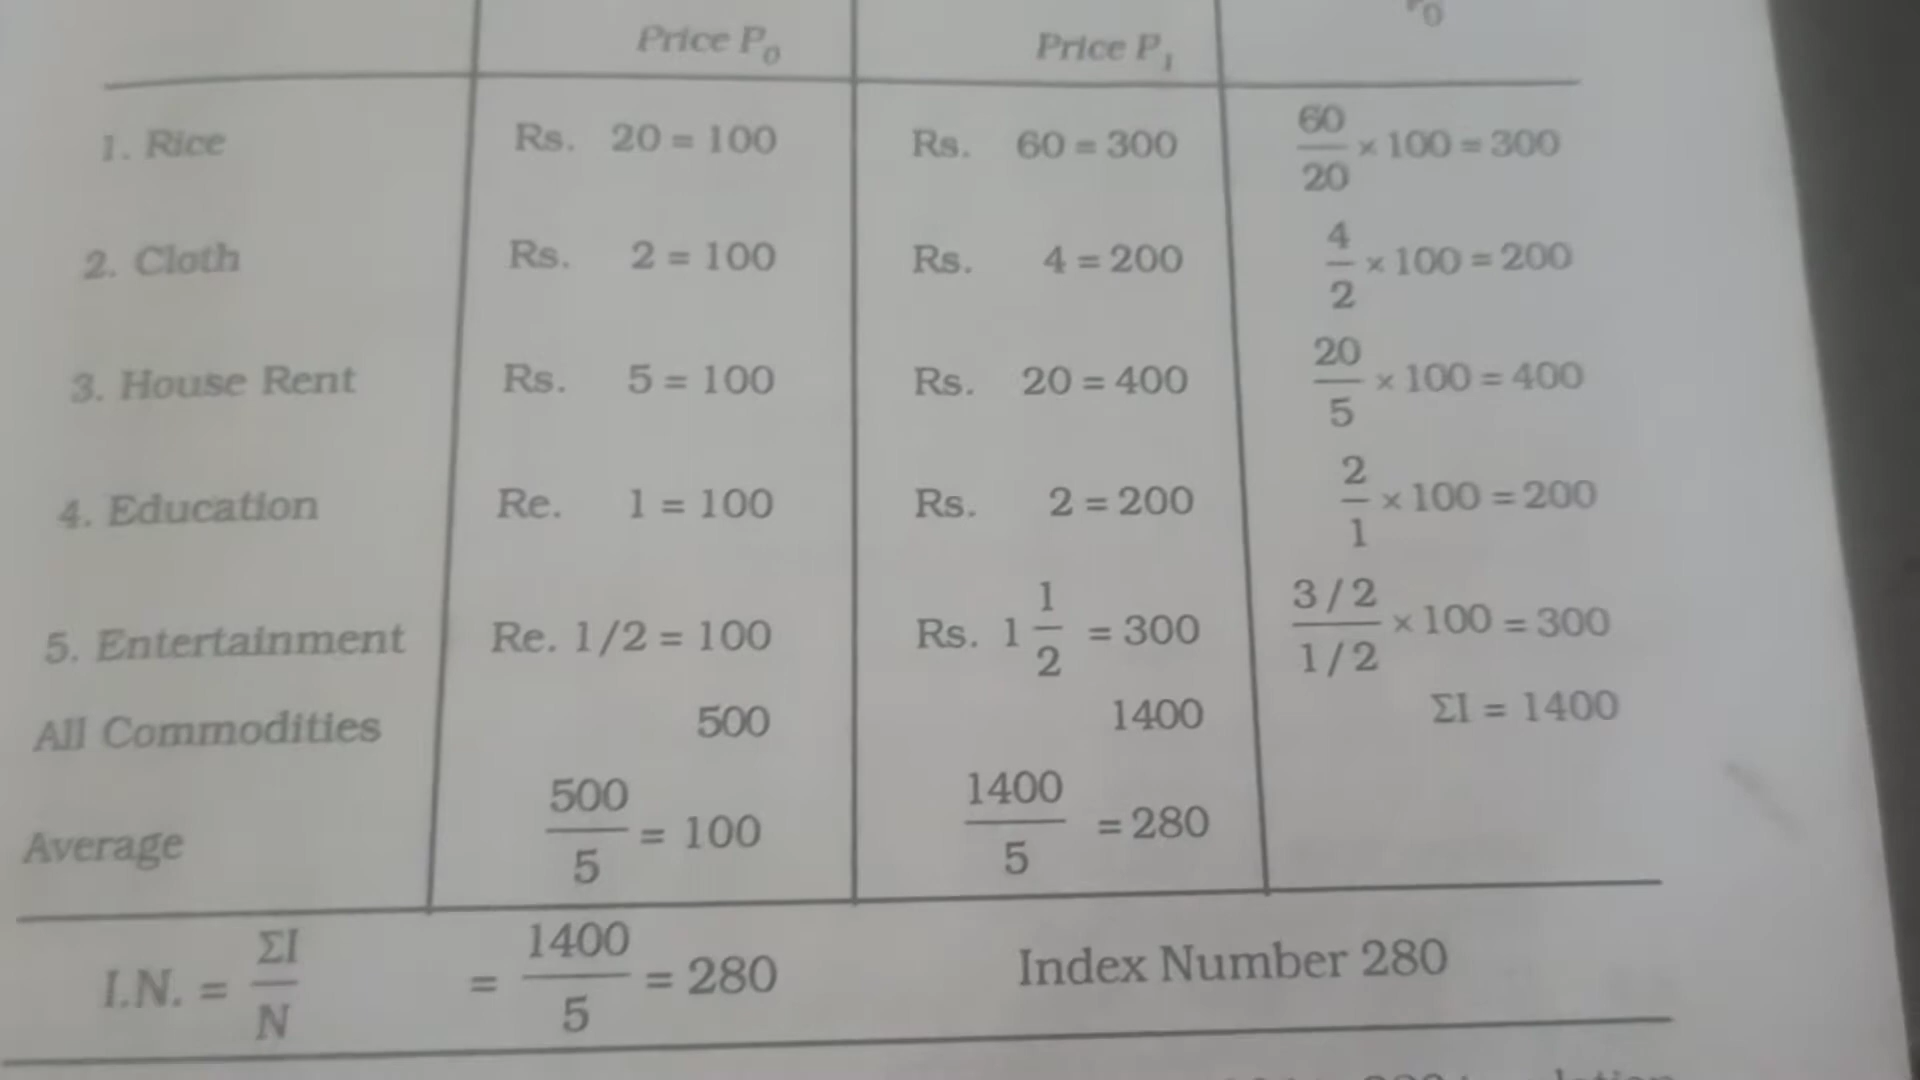 Price P₀ Price P₁ P₀
1. Rice Rs. 20 = 100 Rs. 60 = 300 60/20 × 100 = 300
2. Cloth Rs. 2 = 100 Rs. 4 = 200 4/2 × 100 = 200
3. House Rent Rs. 5 = 100 Rs. 20 = 400 20/5 × 100 = 400
4. Education Re. 1 = 100 Rs. 2 = 200 2/1 × 100 = 200
5. Entertainment Re. 1/2 = 100 Rs. 1 1/2 = 300 3/2 / 1/2 × 100 = 300
All Commodities 500 1400 ΣI = 1400
Average 500/5 = 100 1400/5 = 280
I.N. = ΣI/N = 1400/5 = 280 Index Number 280